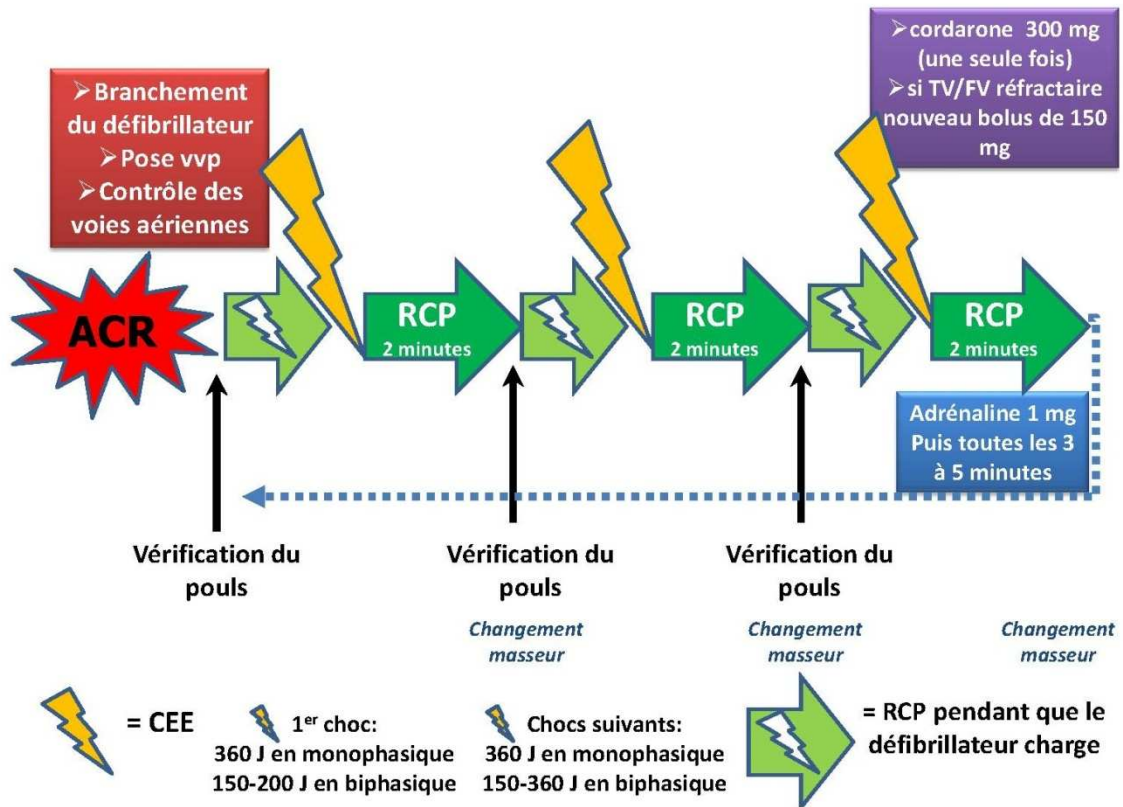 ➢cordarone 300 mg
(une seule fois)
➢si TV/FV réfractaire
nouveau bolus de 150
mg
➢Branchement
du défibrillateur
➢Pose vvp
➢Contrôle des
voies aériennes
ACR
RCP
2 minutes
RCP
2 minutes
RCP
2 minutes
Adrénaline 1 mg
Puis toutes les 3
à 5 minutes
Vérification du
pouls
Vérification du
pouls
Vérification du
pouls
Changement
masseur
Changement
masseur
Changement
masseur
= CEE
1er choc:
360 J en monophasique
150-200 J en biphasique
Chocs suivants:
360 J en monophasique
150-360 J en biphasique
= RCP pendant que le
défibrillateur charge